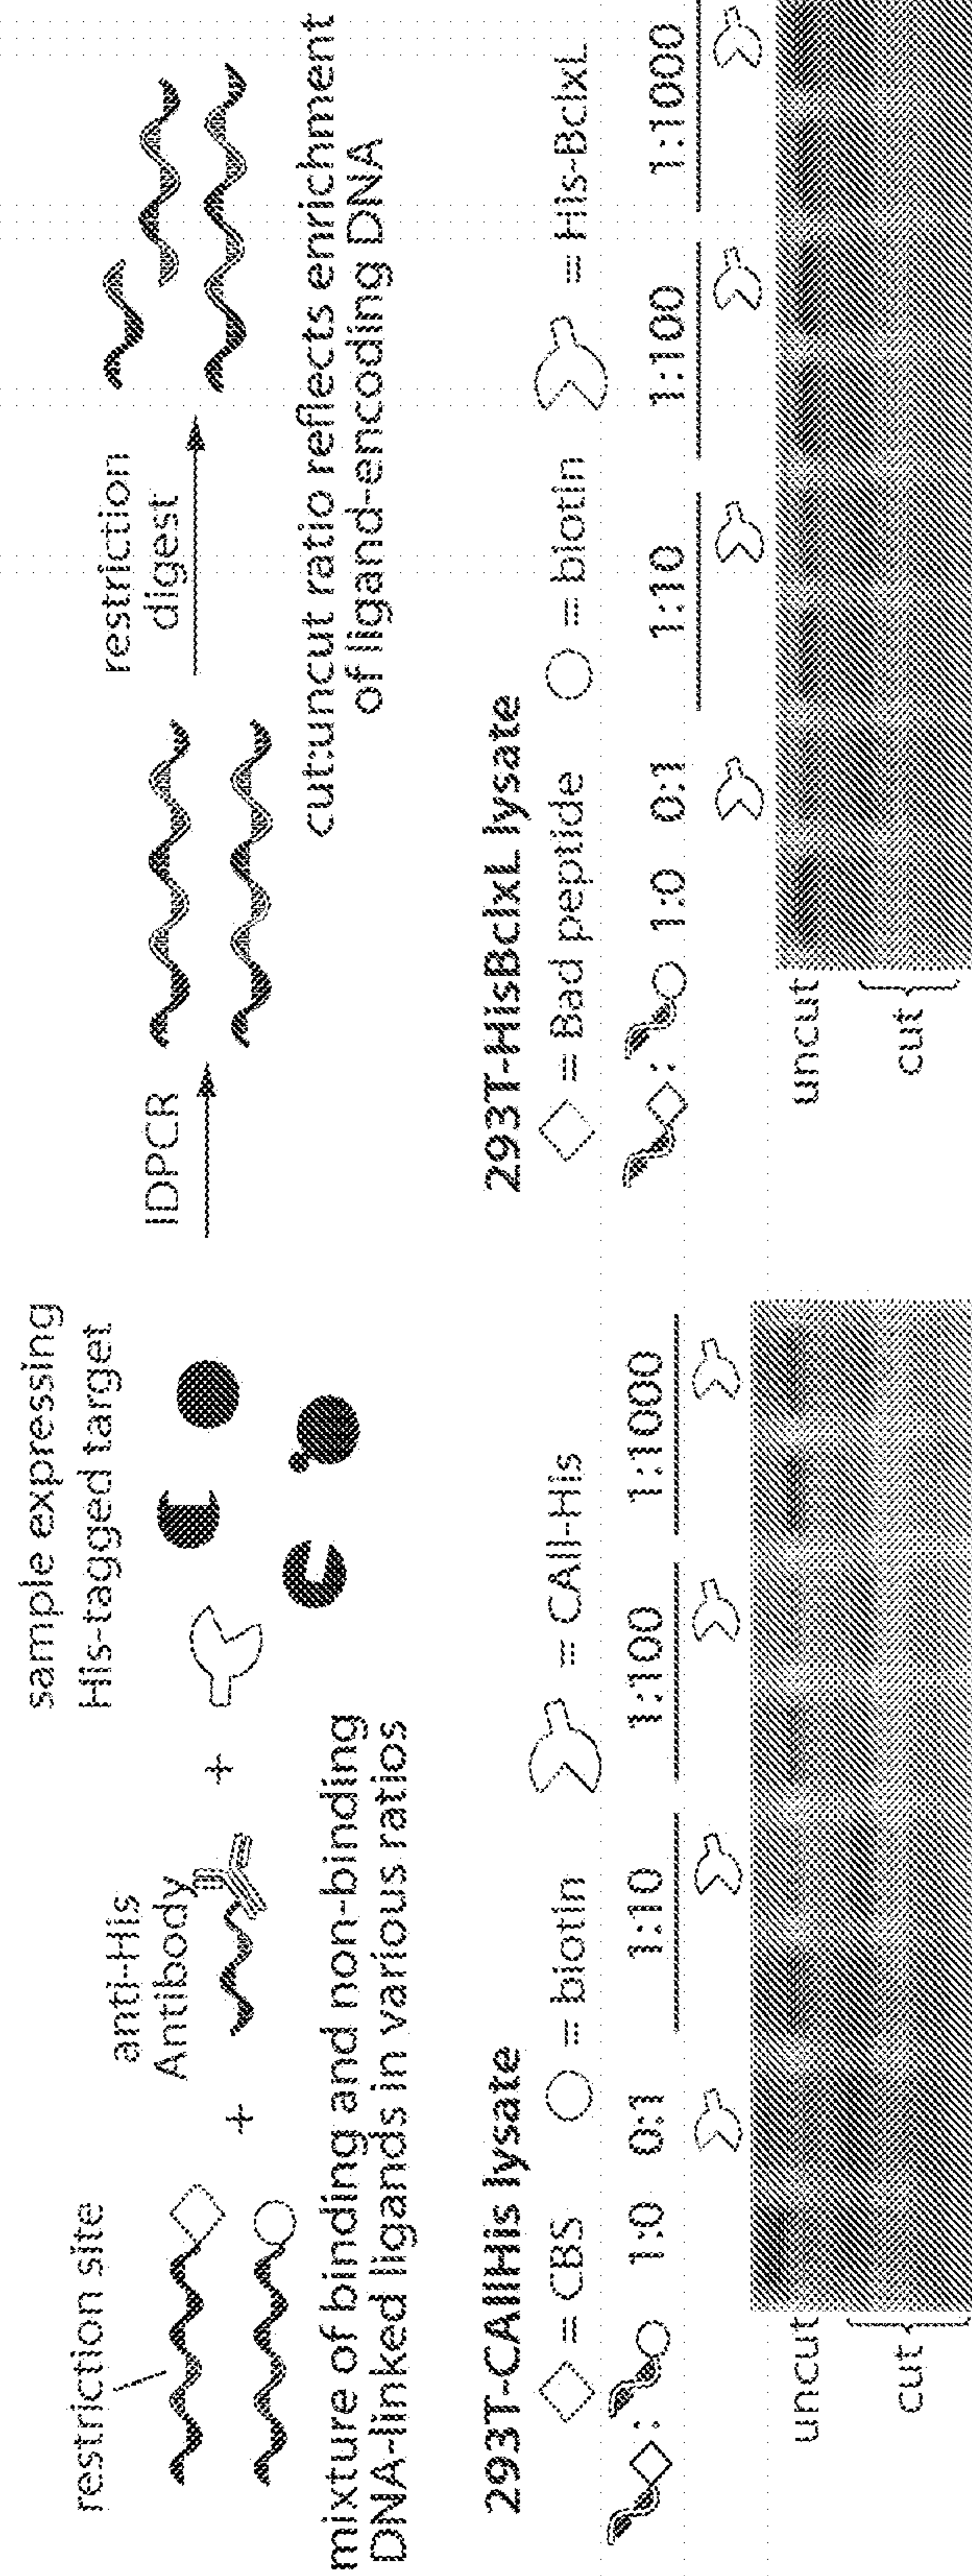 restriction site
anti-His
Antibody
sample expressing
His-tagged target
+
+
IDPCR
restriction
digest
mixture of binding and non-binding
DNA-linked ligands in various ratios
cut:uncut ratio reflects enrichment
of ligand-encoding DNA
293T-CAIIHis lysate
= CBS = biotin = CAII-His
: 1:0 0:1 1:10 1:100 1:1000
uncut
cut
293T-HisBclxL lysate
= Bad peptide = biotin = His-BclxL
: 1:0 0:1 1:10 1:100 1:1000
uncut
cut